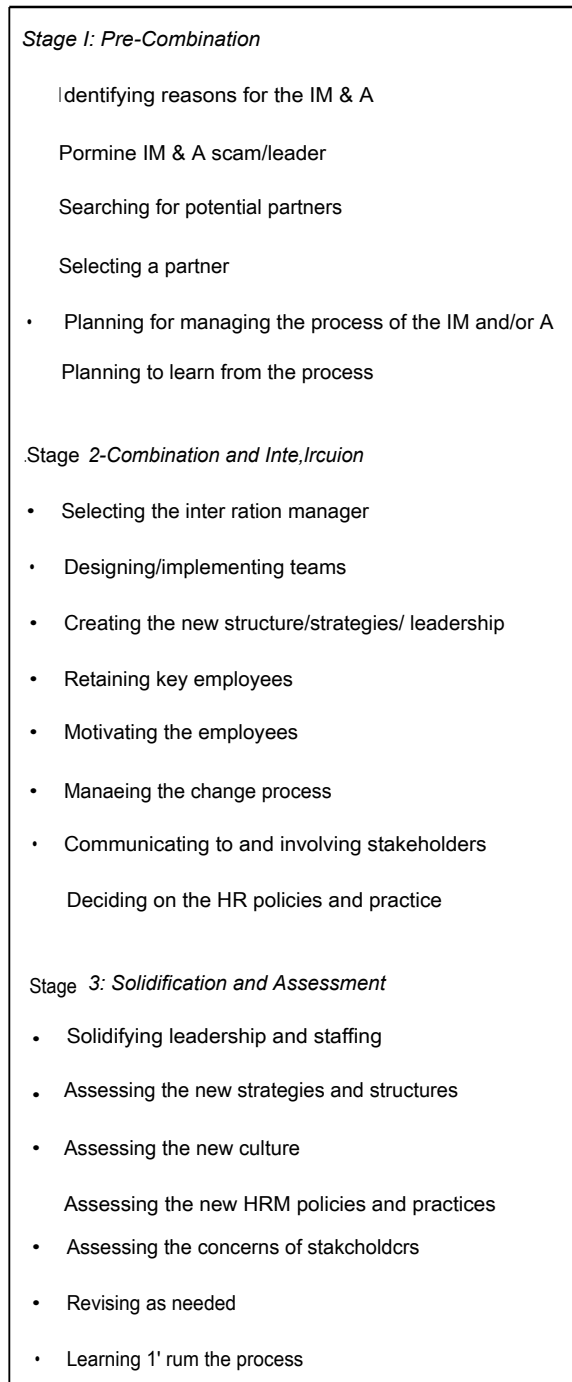 Stage I: Pre-Combination
Identifying reasons for the IM & A
Pormine IM & A scam/leader
Searching for potential partners
Selecting a partner
• Planning for managing the process of the IM and/or A
Planning to learn from the process
.Stage 2-Combination and Inte,lrcuion
• Selecting the inter ration manager
• Designing/implementing teams
• Creating the new structure/strategies/ leadership
• Retaining key employees
• Motivating the employees
• Manaeing the change process
• Communicating to and involving stakeholders
Deciding on the HR policies and practice
Stage 3: Solidification and Assessment
• Solidifying leadership and staffing
• Assessing the new strategies and structures
• Assessing the new culture
Assessing the new HRM policies and practices
• Assessing the concerns of stakcholdcrs
• Revising as needed
• Learning 1' rum the process